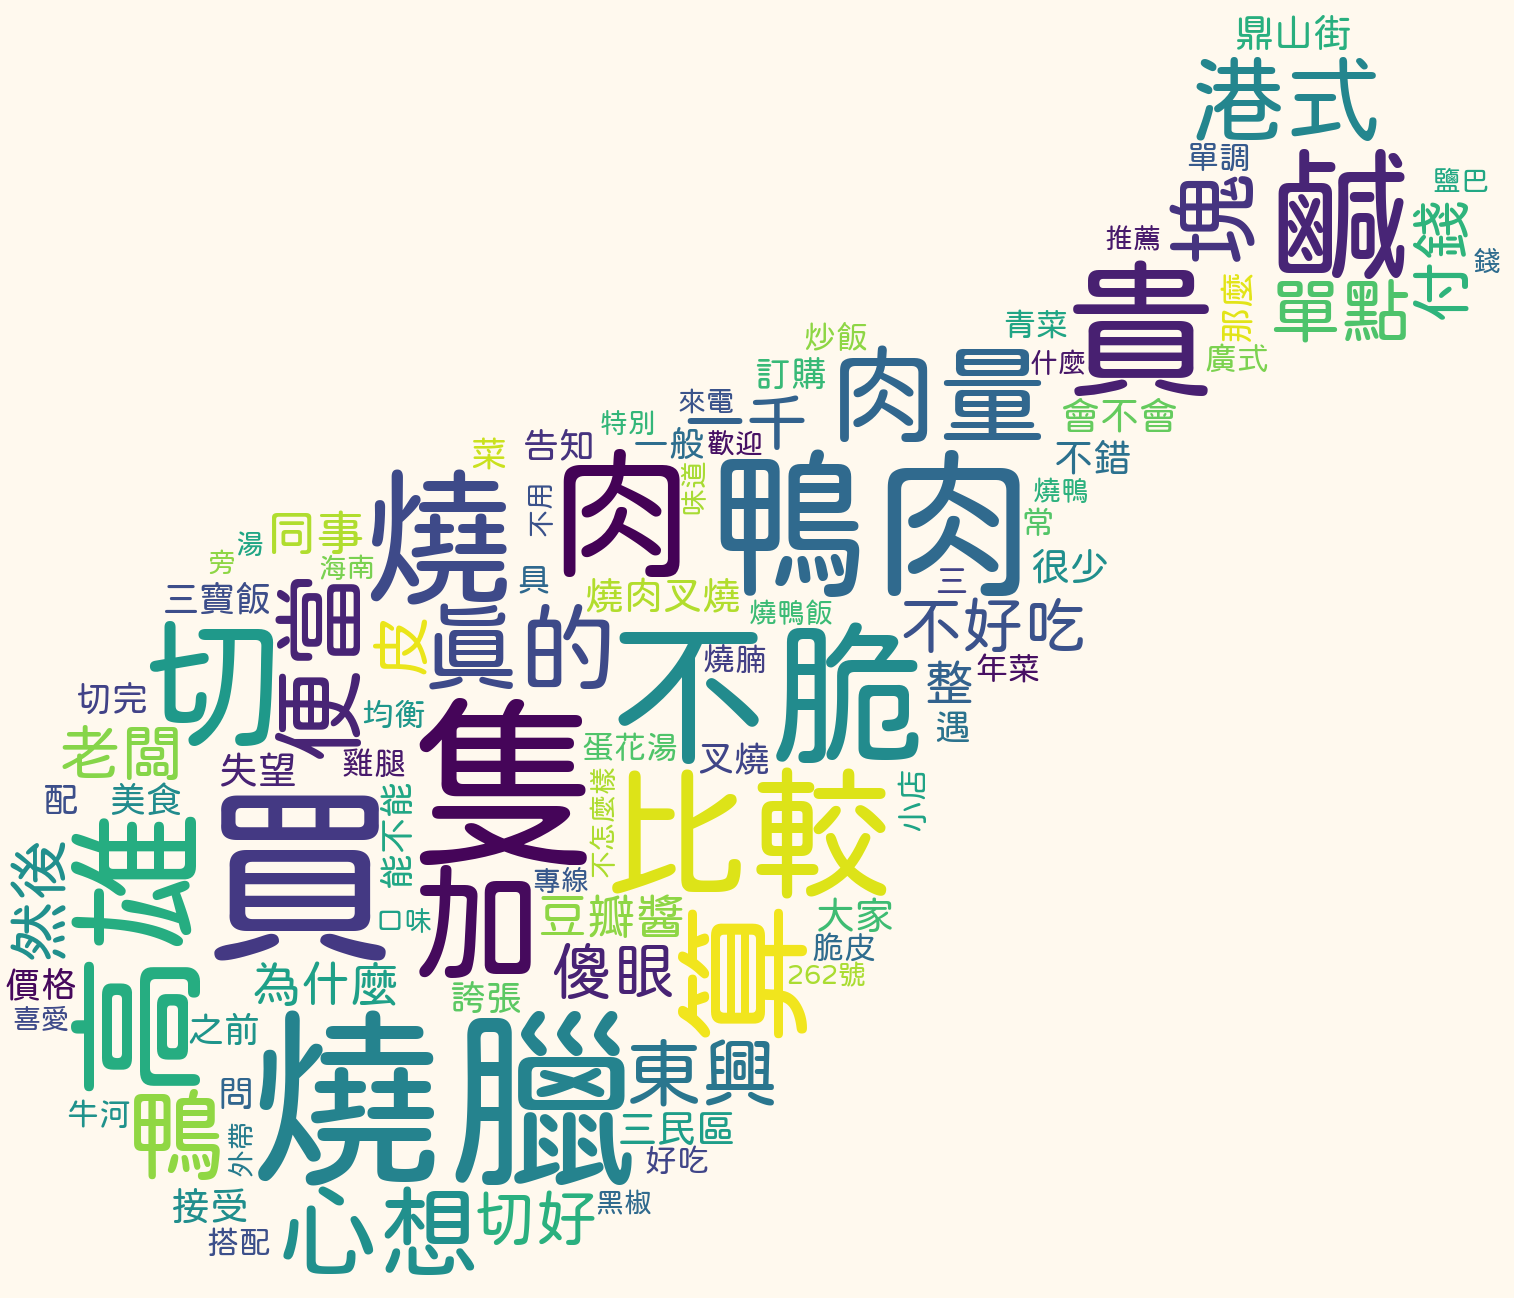 鼎山街
港式
單調
鹹
鹽巴
塊
付錢
推薦
錢
貴
那麼
單點
青菜
炒飯
什麼
廣式
訂購
肉量
來電
一千
會不會
特別
一般
歡迎
不錯
菜
告知
肉
味道
鴨肉
燒鴨
燒
不用
常
同事
湯
旁
海南
具
很少
三寶飯
便當
燒肉叉燒
燒鴨飯
三
不好吃
切
皮
真的
不脆
燒腩
整
年菜
切完
均衡
遇
老闆
失望
雞腿
隻
蛋花湯
叉燒
配
美食
買
能不能
不怎麼樣
比較
小店
然後
高雄
口味
加
專線
豆瓣醬
大家
算
脆皮
262號
價格
為什麼
傻眼
喜愛
之前
誇張
燒臘
東興
問
牛河
鴨
外帶
三民區
好吃
接受
心想
切好
黑椒
搭配